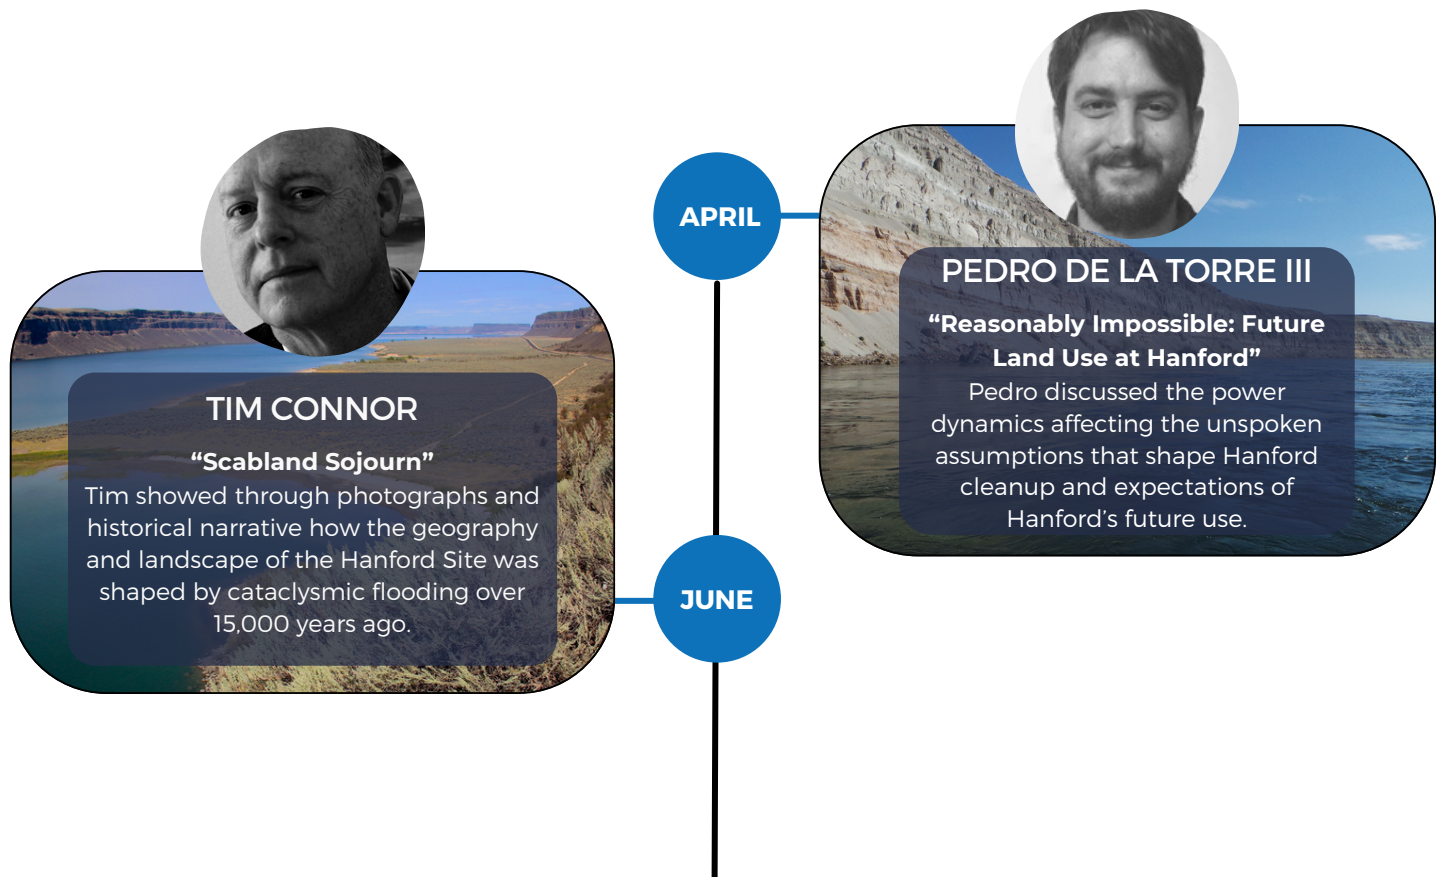 APRIL
PEDRO DE LA TORRE III
“Reasonably Impossible: Future
Land Use at Hanford”
Pedro discussed the power
dynamics affecting the unspoken
assumptions that shape Hanford
cleanup and expectations of
Hanford’s future use.
JUNE
TIM CONNOR
“Scabland Sojourn”
Tim showed through photographs and
historical narrative how the geography
and landscape of the Hanford Site was
shaped by cataclysmic flooding over
15,000 years ago.